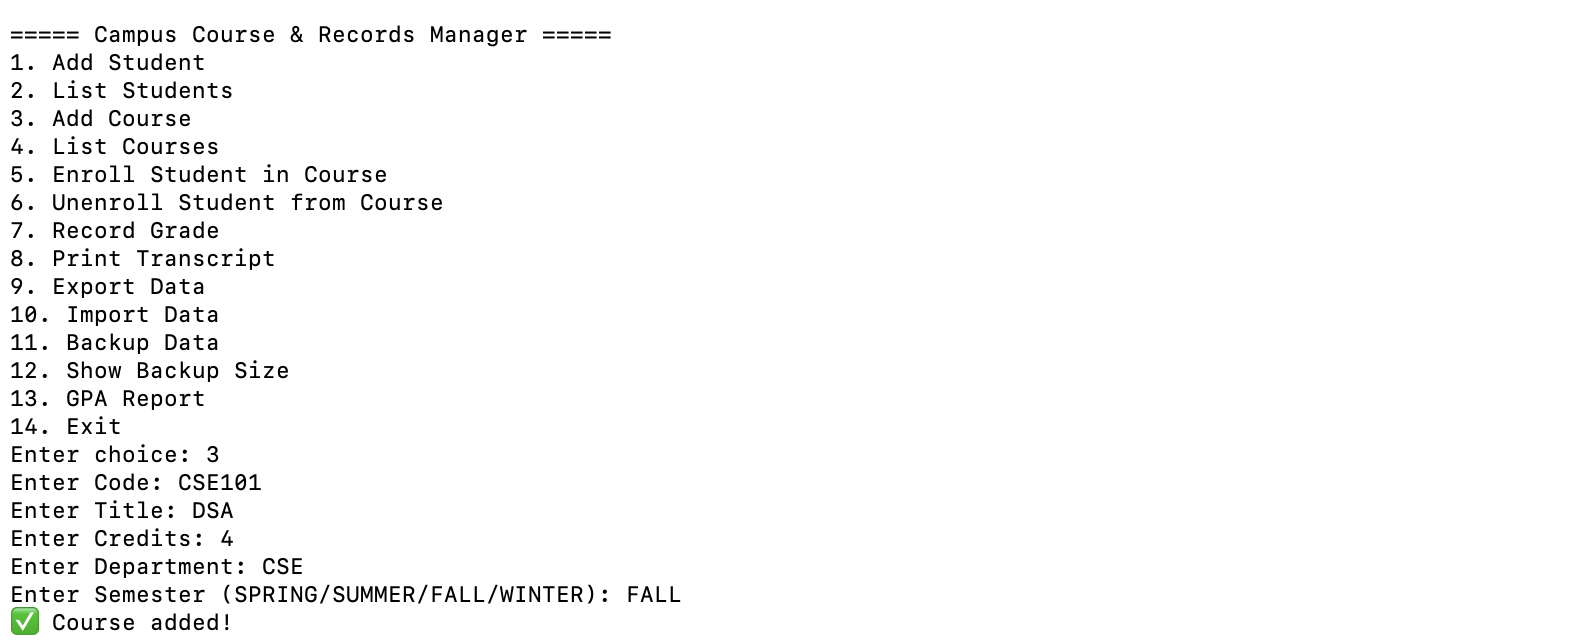 ===== Campus Course & Records Manager =====
1. Add Student
2. List Students
3. Add Course
4. List Courses
5. Enroll Student in Course
6. Unenroll Student from Course
7. Record Grade
8. Print Transcript
9. Export Data
10. Import Data
11. Backup Data
12. Show Backup Size
13. GPA Report
14. Exit
Enter choice: 3
Enter Code: CSE101
Enter Title: DSA
Enter Credits: 4
Enter Department: CSE
Enter Semester (SPRING/SUMMER/FALL/WINTER): FALL
✅ Course added!